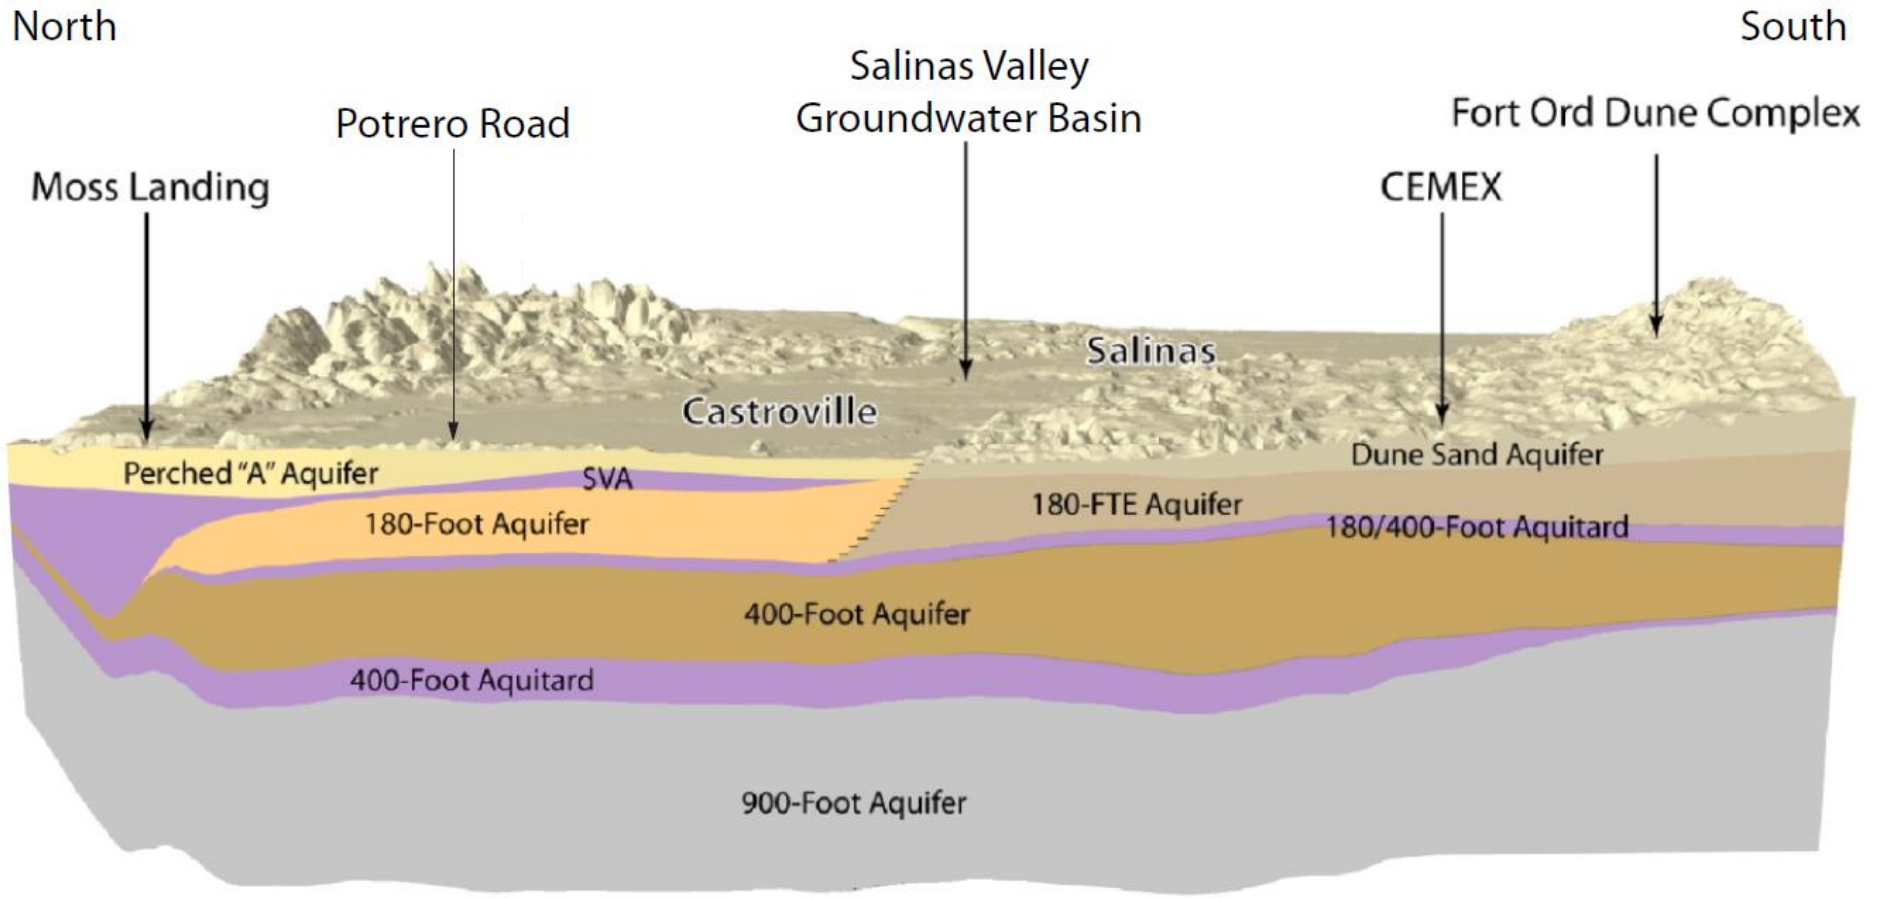 North
South
Salinas Valley
Groundwater Basin
Potrero Road
Fort Ord Dune Complex
Moss Landing
CEMEX
Salinas
Castroville
Dune Sand Aquifer
Perched "A" Aquifer
SVA
180-FTE Aquifer
180-Foot Aquifer
180/400-Foot Aquitard
400-Foot Aquifer
400-Foot Aquitard
900-Foot Aquifer